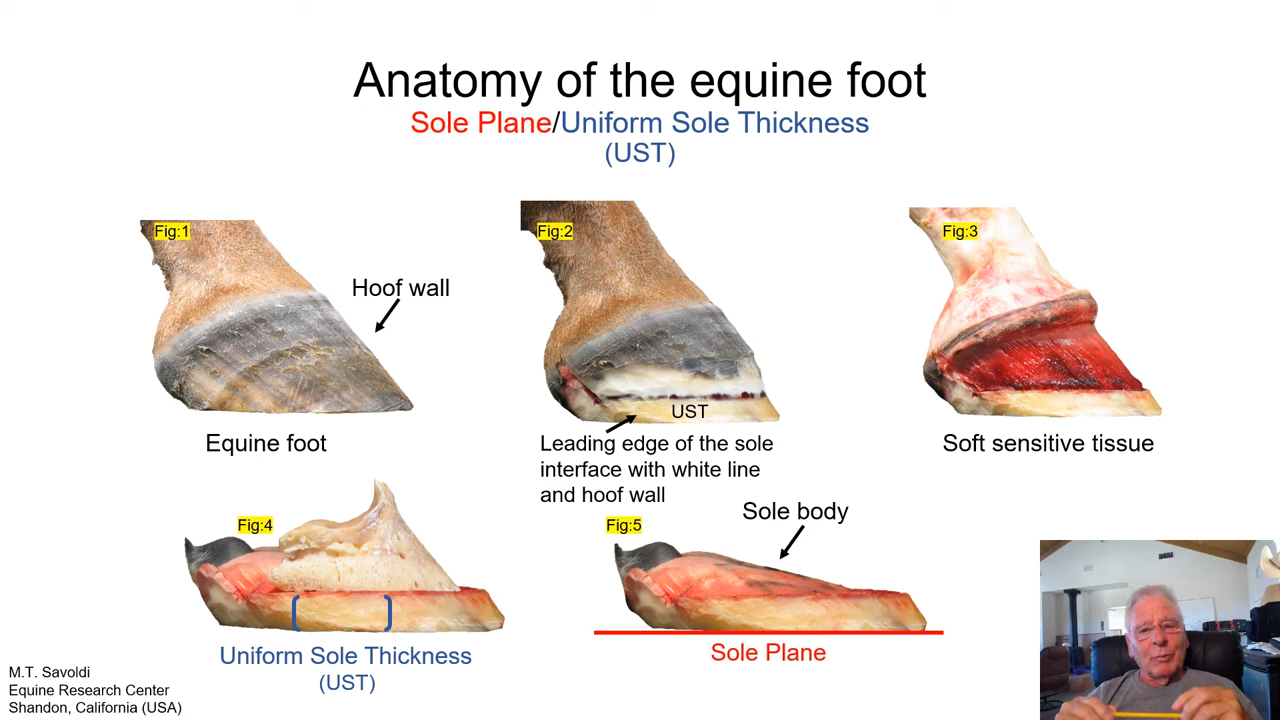 Anatomy of the equine foot
Sole Plane/Uniform Sole Thickness
(UST)
Fig:1
Hoof wall
Equine foot
Fig:2
UST
Leading edge of the sole
interface with white line
and hoof wall
Fig:3
Soft sensitive tissue
Fig:4
Uniform Sole Thickness
(UST)
Fig:5
Sole body
Sole Plane
M.T. Savoldi
Equine Research Center
Shandon, California (USA)